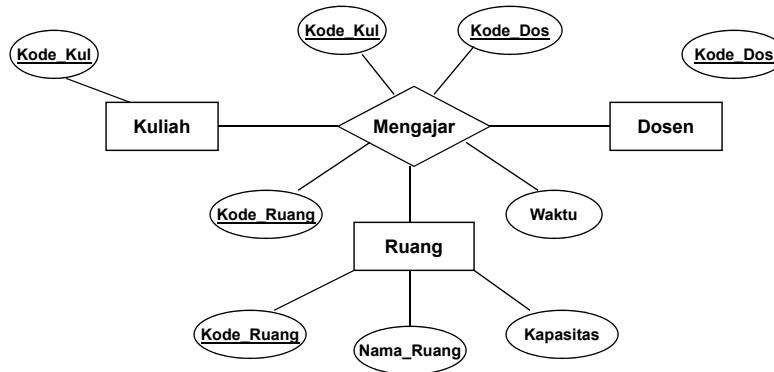 Kode_Kul
Kode_Kul
Kode_Dos
Kode_Dos
Kuliah
Mengajar
Dosen
Kode_Ruang
Waktu
Ruang
Kode_Ruang
Nama_Ruang
Kapasitas